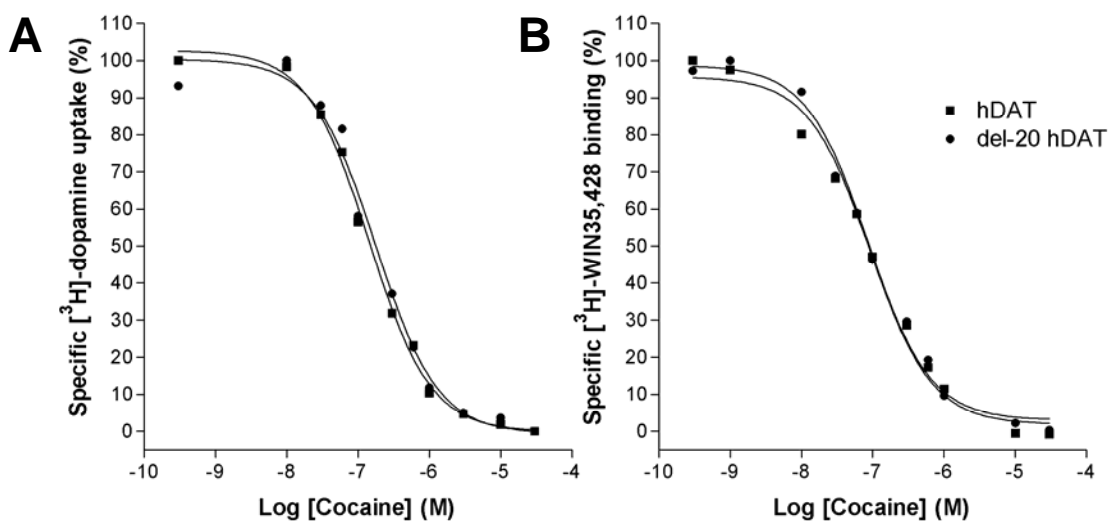 A
Specific [³H]-dopamine uptake (%)
110
100
90
80
70
60
50
40
30
20
10
0
-10 -9 -8 -7 -6 -5 -4
Log [Cocaine] (M)
B
Specific [³H]-WIN35,428 binding (%)
110
100
90
80
70
60
50
40
30
20
10
0
-10 -9 -8 -7 -6 -5 -4
Log [Cocaine] (M)
hDAT
del-20 hDAT